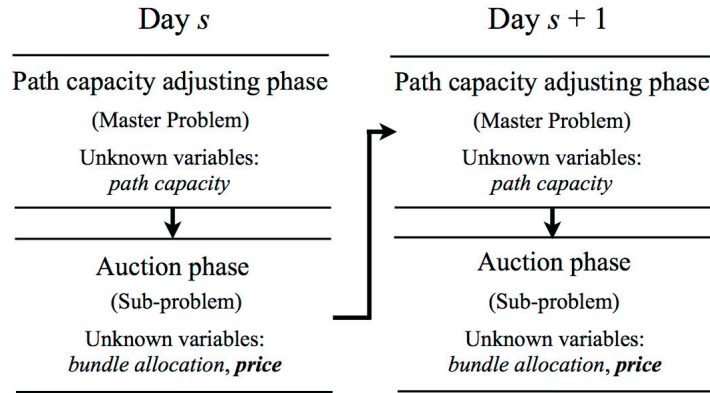 Day s
Path capacity adjusting phase
(Master Problem)
Unknown variables:
path capacity
Auction phase
(Sub-problem)
Unknown variables:
bundle allocation, price
Day s + 1
Path capacity adjusting phase
(Master Problem)
Unknown variables:
path capacity
Auction phase
(Sub-problem)
Unknown variables:
bundle allocation, price